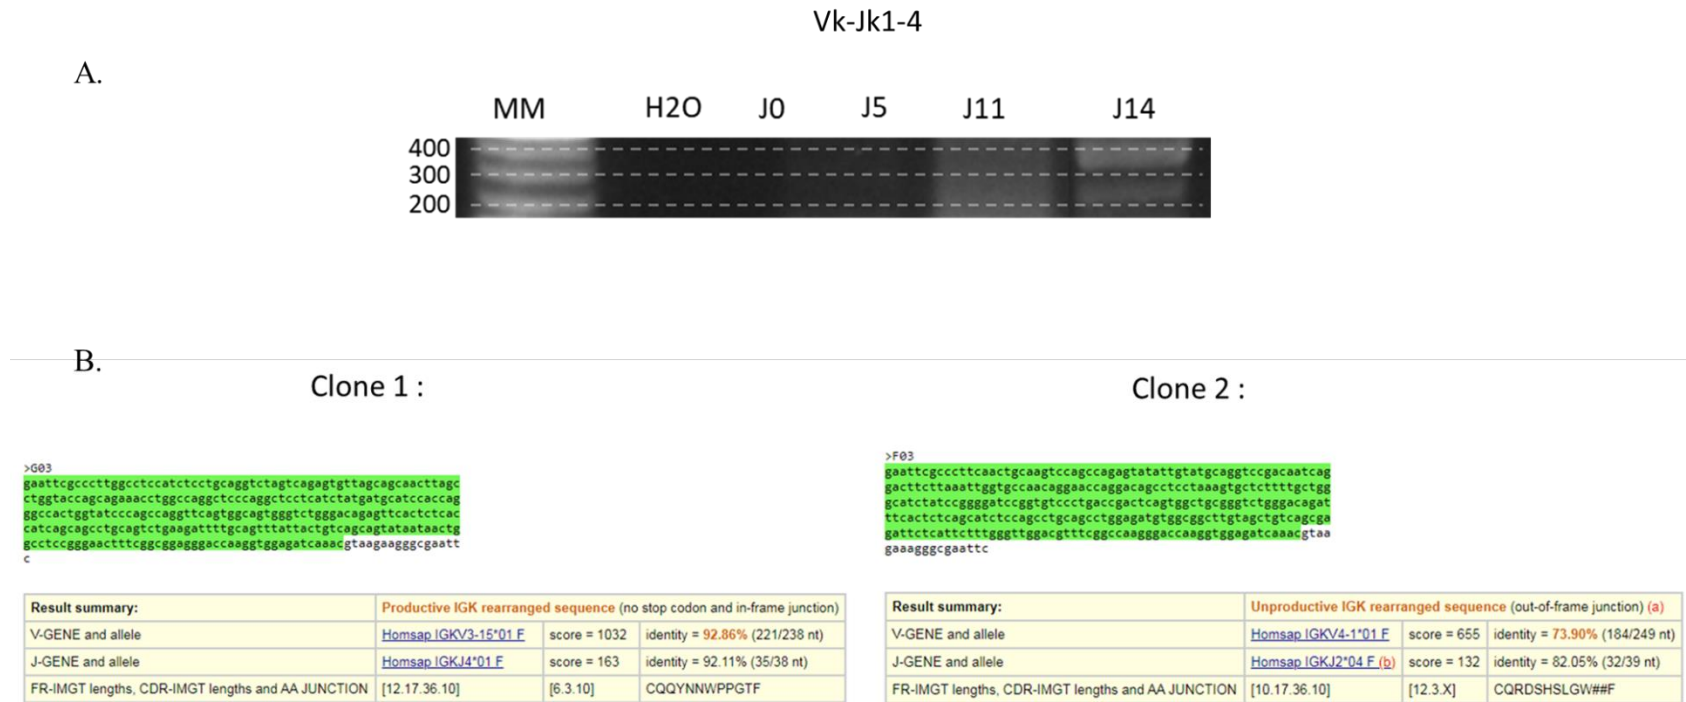 Vk-Jk1-4
A.
MM H2O J0 J5 J11 J14
400
300
200
B.
Clone 1 :
>G03
gaattcgcccttggcctccatctcctgcaggtctagtcagagtgttagcagcaacttagc
ctggtaccagcagaaacctggccaggctcccaggctcctcatctatgatgcatccaccag
ggccactggtatcccagccaggttcagtggcagtgggtctgggacagagttcactctcac
catcagcagcctgcagtctgaagattttgcagtttattactgtcagcagtataataactg
gcctccgggaactttcggcggagggaccaaggtggagatcaaacgtaagaagggcgaatt
c
Result summary: Productive IGK rearranged sequence (no stop codon and in-frame junction)
V-GENE and allele Homsap IGKV3-15*01 F score = 1032 identity = 92.86% (221/238 nt)
J-GENE and allele Homsap IGKJ4*01 F score = 163 identity = 92.11% (35/38 nt)
FR-IMGT lengths, CDR-IMGT lengths and AA JUNCTION [12.17.36.10] [6.3.10] CQQYNNWPPGTF
Clone 2 :
>F03
gaattcgcccttcaactgcaagtccagccagagtatattgtatgcaggtccgacaatcag
gacttcttaaattggtgccaacaggaaccaggacagcctcctaaagtgctcttttgctgg
gcatctatccggggatccggtgtccctgaccgactcagtggctgcgggtctgggacagat
ttcactctcagcatctccagcctgcagcctggagatgtggcggcttgtagctgtcagcga
gattctcattctttgggttggacgtttcggccaagggaccaaggtggagatcaaacgtaa
gaaagggcgaattc
Result summary: Unproductive IGK rearranged sequence (out-of-frame junction) (a)
V-GENE and allele Homsap IGKV4-1*01 F score = 655 identity = 73.90% (184/249 nt)
J-GENE and allele Homsap IGKJ2*04 F (b) score = 132 identity = 82.05% (32/39 nt)
FR-IMGT lengths, CDR-IMGT lengths and AA JUNCTION [10.17.36.10] [12.3.X] CQRDSHSLGW##F